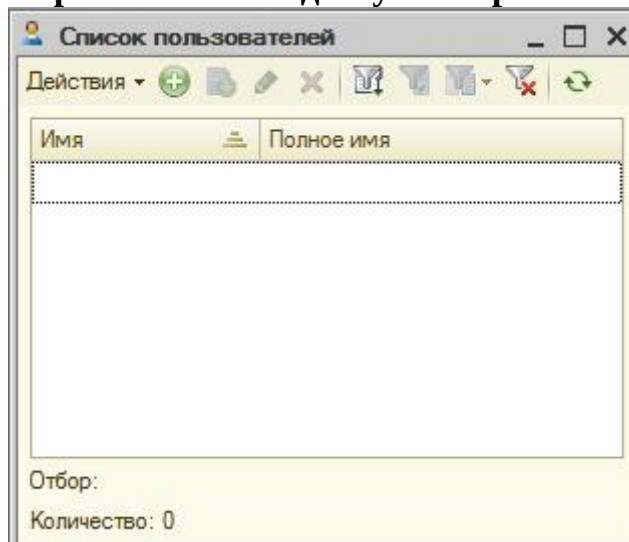 Список пользователей
Действия
Имя Полное имя
Отбор:
Количество: 0